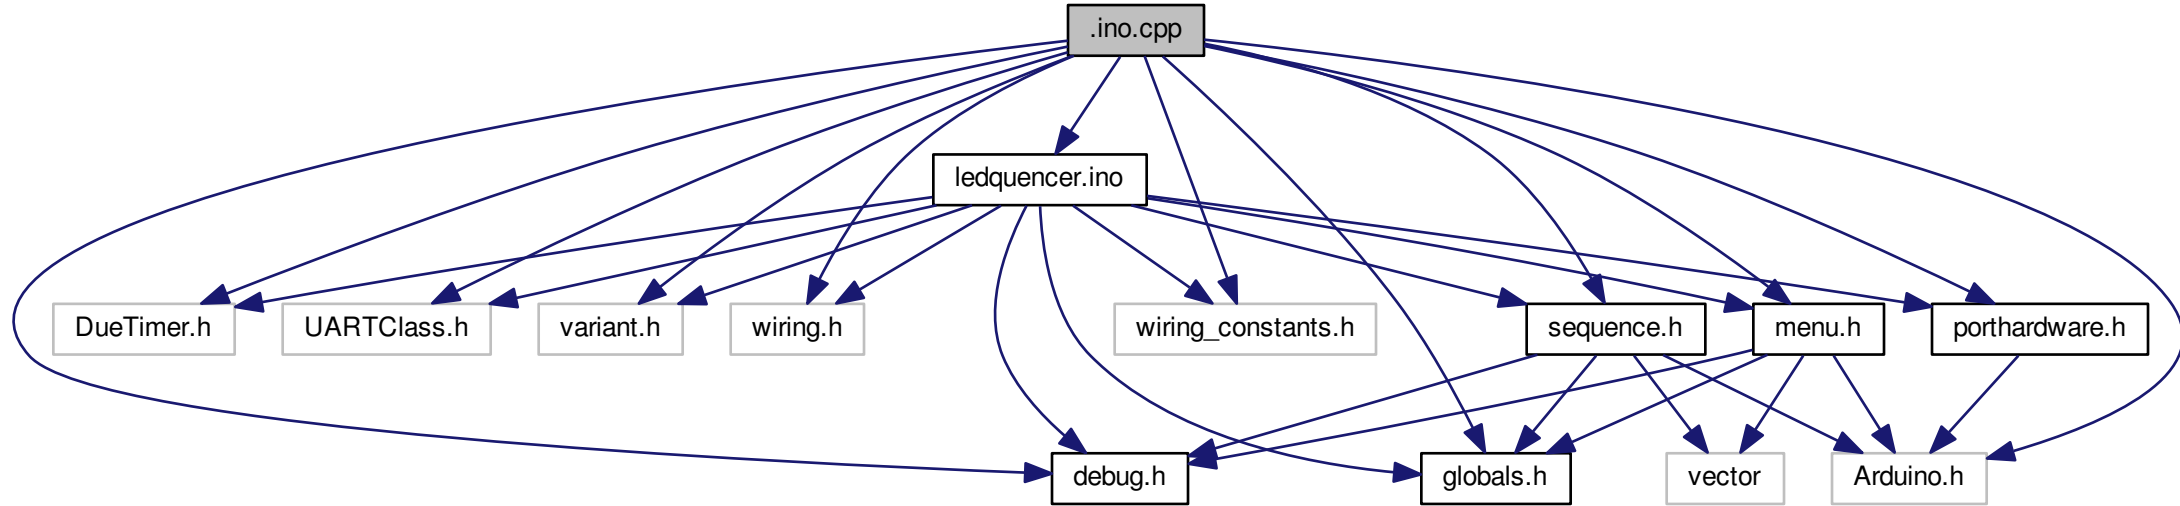 .ino.cpp
ledquencer.ino
DueTimer.h
UARTClass.h
variant.h
wiring.h
wiring_constants.h
sequence.h
menu.h
porthardware.h
debug.h
globals.h
vector
Arduino.h